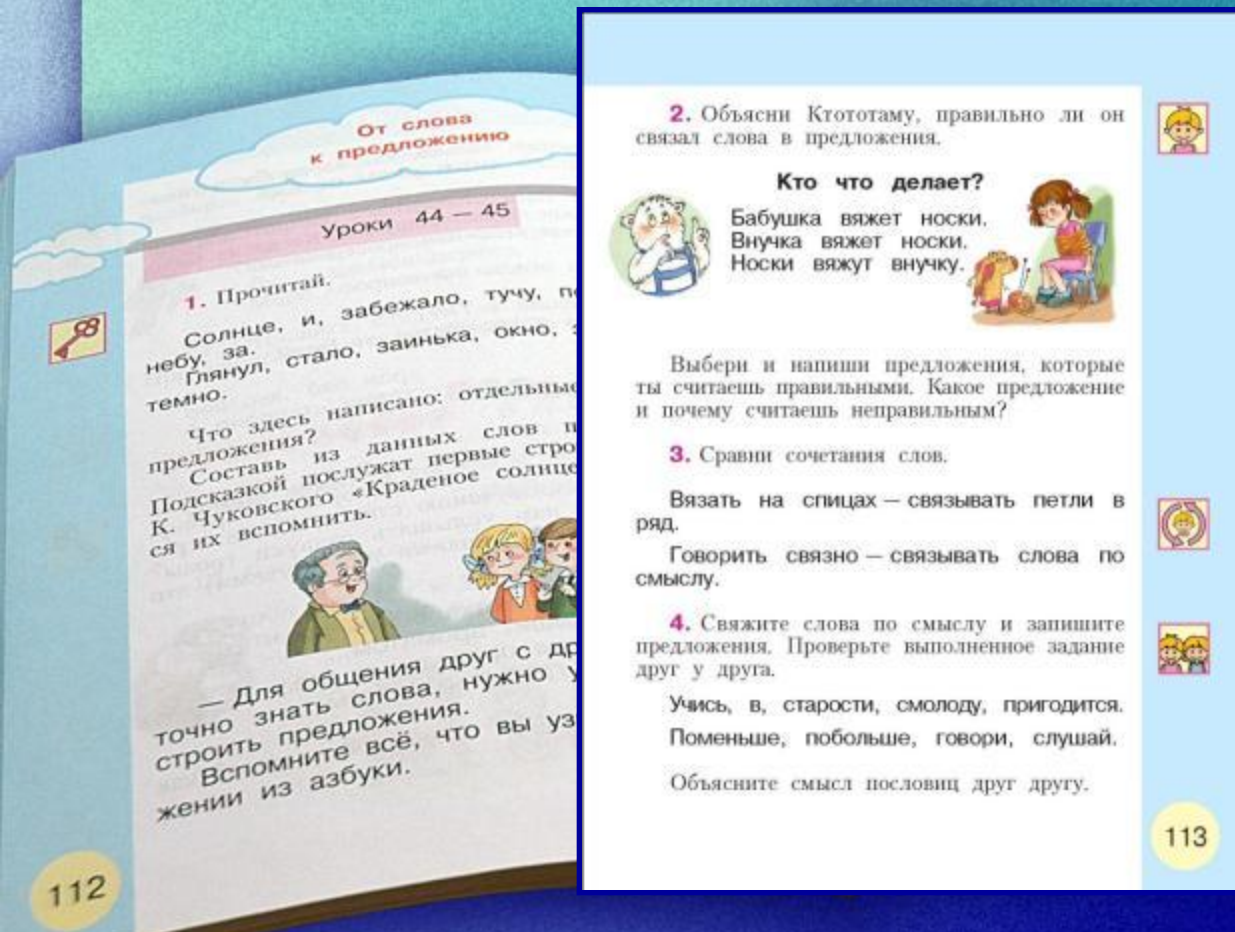 От слова
к предложению
Уроки 44 — 45
1. Прочитай.
Солнце, и, забежало, тучу,
небу, за.
Глянул, стало, заинька, окно,
темно.
Что здесь написано: отдельные
предложения?
Составь из данных слов
Подсказкой послужат первые
К. Чуковского «Краденое солнце
ся их вспомнить.
— Для общения друг с
точно знать слова, нужно
строить предложения.
Вспомните всё, что вы
жении из азбуки.
112
2. Объясни Ктототаму, правильно ли он
связал слова в предложения.
Кто что делает?
Бабушка вяжет носки.
Внучка вяжет носки.
Носки вяжут внучку.
Выбери и напиши предложения, которые
ты считаешь правильными. Какое предложение
и почему считаешь неправильным?
3. Сравни сочетания слов.
Вязать на спицах — связывать петли в
ряд.
Говорить связно — связывать слова по
смыслу.
4. Свяжите слова по смыслу и запишите
предложения. Проверьте выполненное задание
друг у друга.
Учись, в, старости, смолоду, пригодится.
Поменьше, побольше, говори, слушай.
Объясните смысл пословиц друг другу.
113